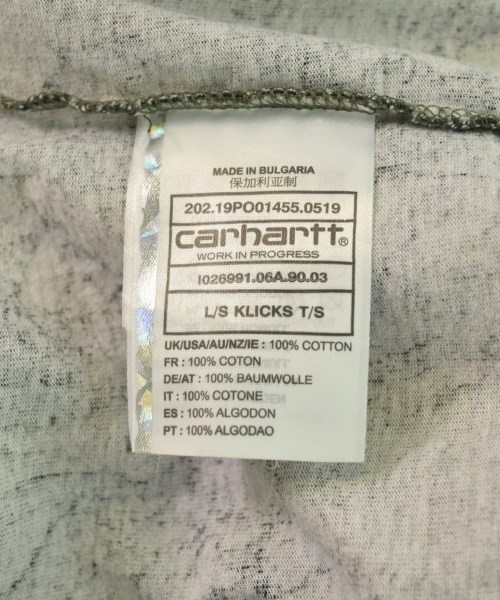 MADE IN BULGARIA
保加利亚制
202.19PO01455.0519
carhartt®
WORK IN PROGRESS
I026991.06A.90.03
L/S KLICKS T/S
UK/USA/AU/NZ/IE : 100% COTTON
FR : 100% COTON
DE/AT : 100% BAUMWOLLE
IT : 100% COTONE
ES : 100% ALGODON
PT : 100% ALGODAO